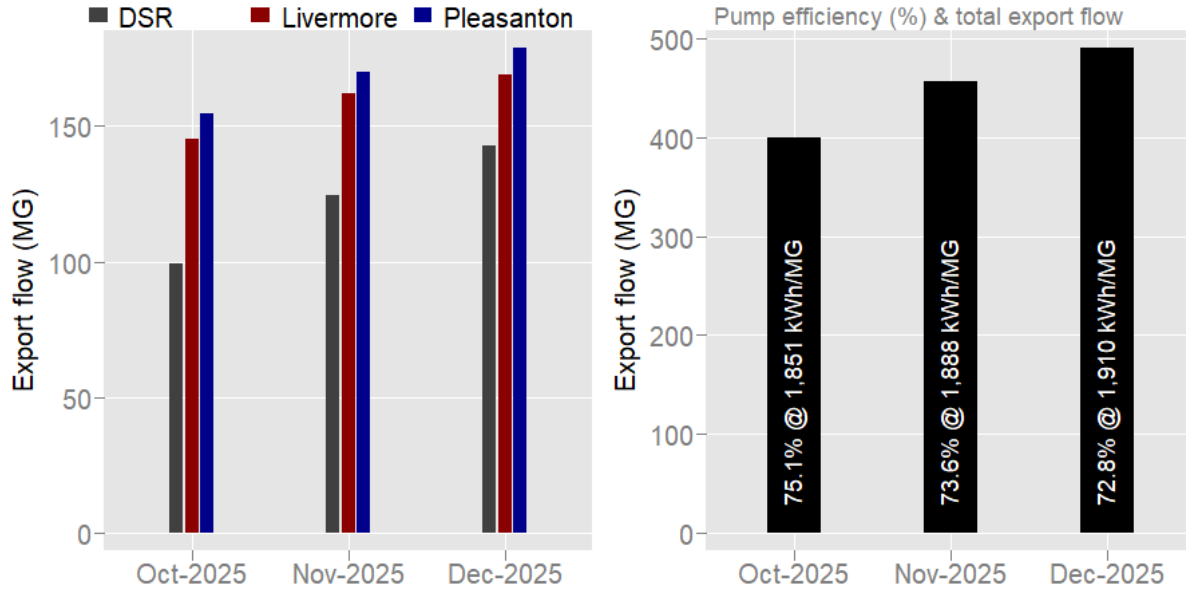 DSR Livermore Pleasanton
Export flow (MG)
150
100
50
0
Oct-2025 Nov-2025 Dec-2025
Pump efficiency (%) & total export flow
Export flow (MG)
500
400
300
200
100
0
75.1% @ 1,851 kWh/MG
73.6% @ 1,888 kWh/MG
72.8% @ 1,910 kWh/MG
Oct-2025 Nov-2025 Dec-2025